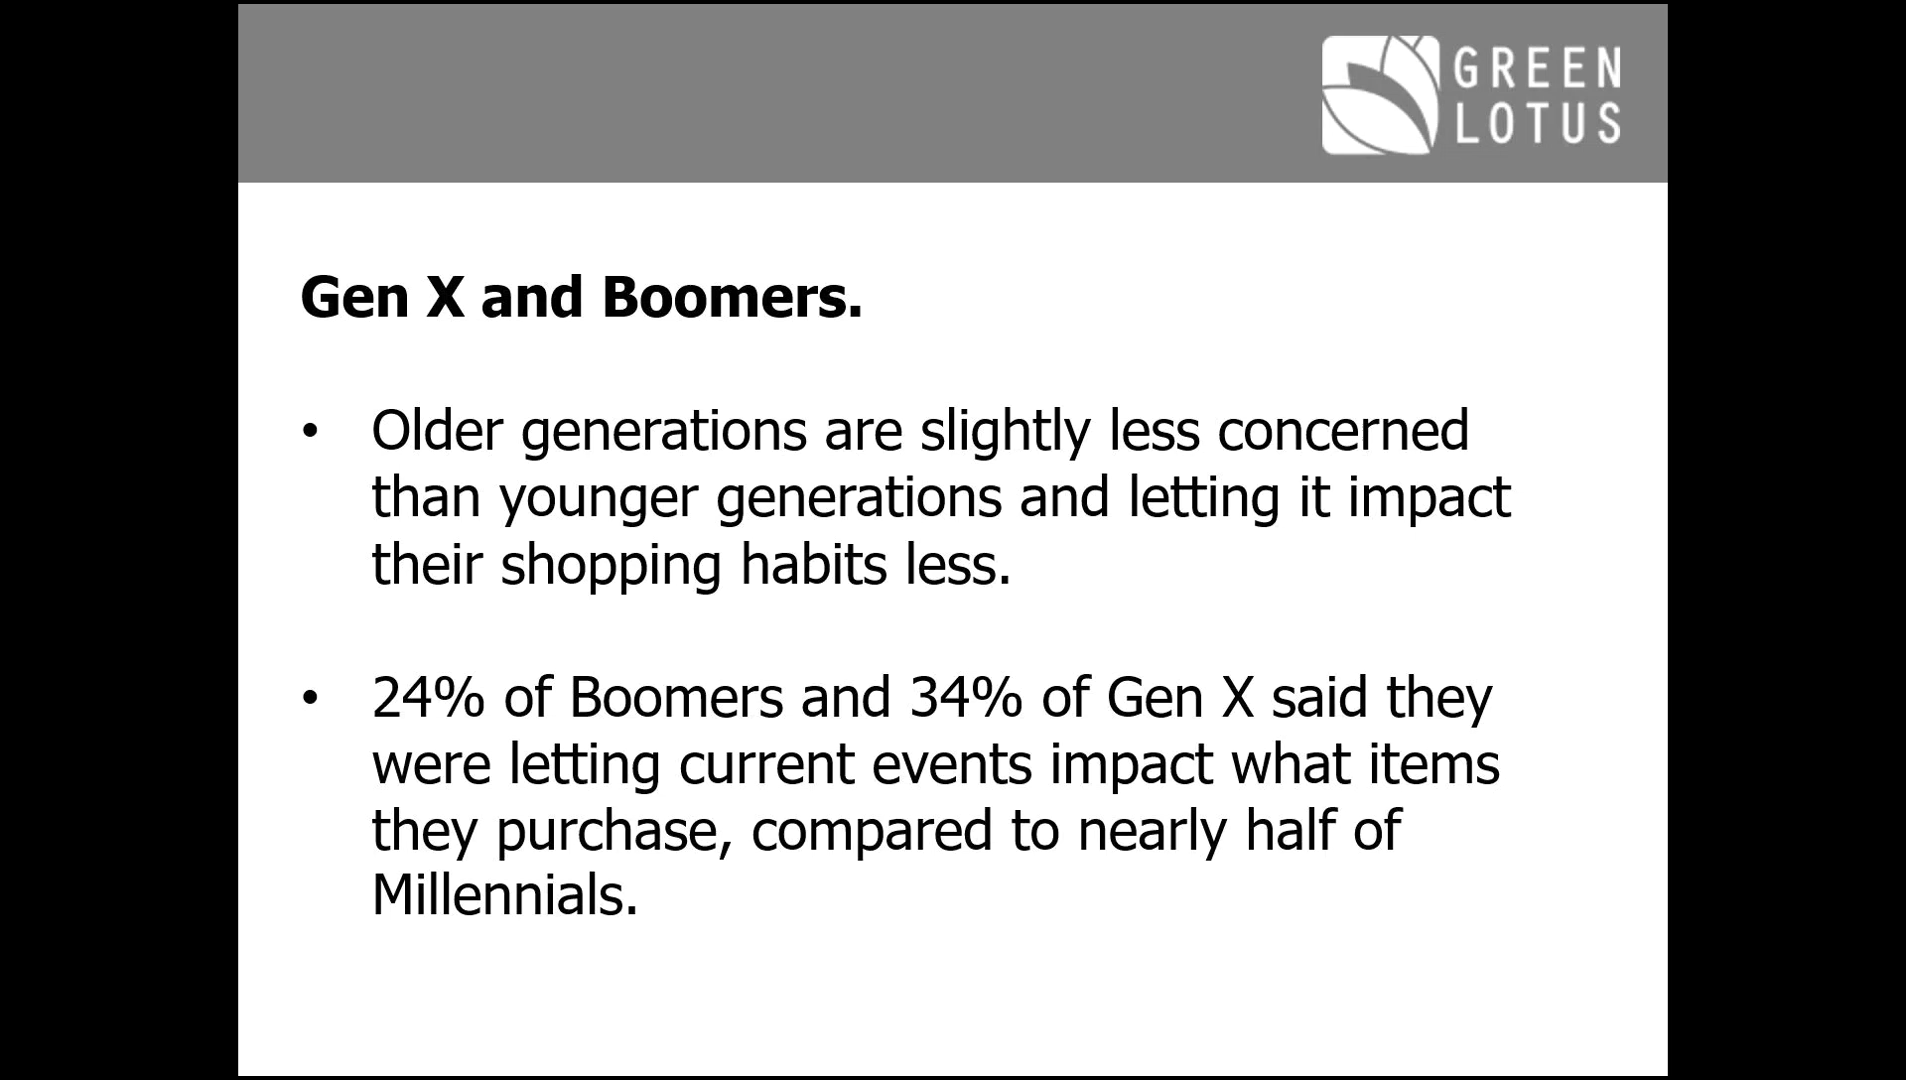 GREEN
LOTUS
Gen X and Boomers.
• Older generations are slightly less concerned
than younger generations and letting it impact
their shopping habits less.
• 24% of Boomers and 34% of Gen X said they
were letting current events impact what items
they purchase, compared to nearly half of
Millennials.